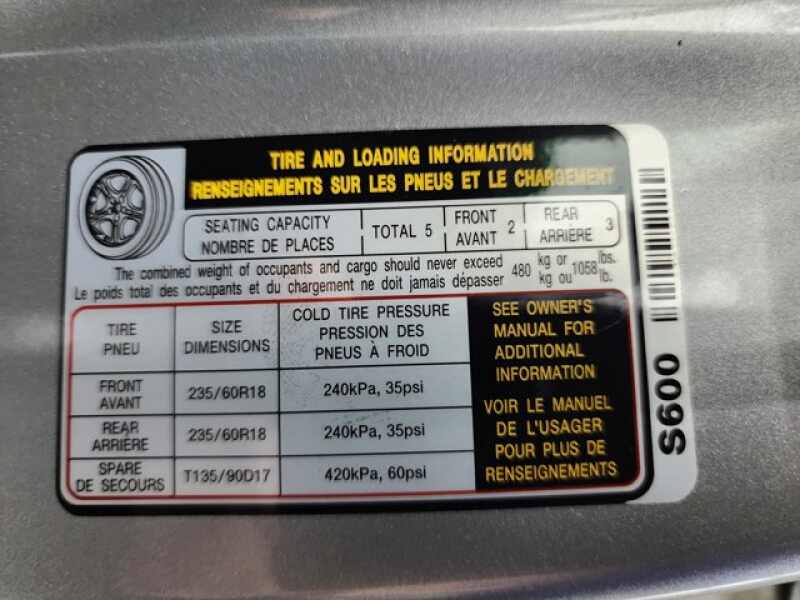 TIRE AND LOADING INFORMATION
RENSEIGNEMENTS SUR LES PNEUS ET LE CHARGEMENT
SEATING CAPACITY
NOMBRE DE PLACES
TOTAL 5
FRONT
AVANT 2
REAR
ARRIÈRE 3
The combined weight of occupants and cargo should never exceed 480 kg or 1058 lbs.
Le poids total des occupants et du chargement ne doit jamais dépasser kg ou lb.
TIRE
PNEU
SIZE
DIMENSIONS
COLD TIRE PRESSURE
PRESSION DES
PNEUS À FROID
FRONT
AVANT
235/60R18
240kPa, 35psi
REAR
ARRIÈRE
235/60R18
240kPa, 35psi
SPARE
DE SECOURS
T135/90D17
420kPa, 60psi
SEE OWNER'S
MANUAL FOR
ADDITIONAL
INFORMATION
VOIR LE MANUEL
DE L'USAGER
POUR PLUS DE
RENSEIGNEMENTS
S600